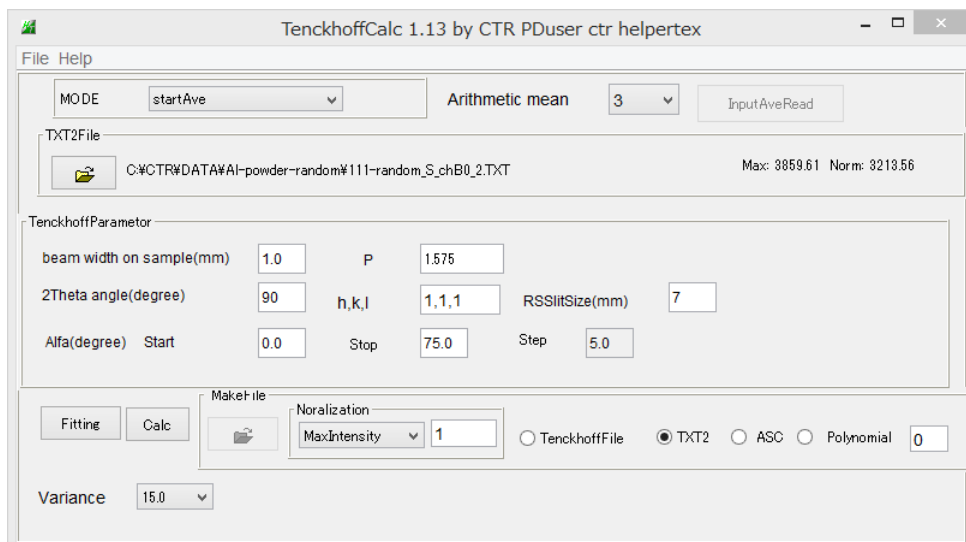 TenckhoffCalc 1.13 by CTR PDuser ctr helpertex
File Help
MODE startAve Arithmetic mean 3 InputAveRead
TXT2File
C:¥CTR¥DATA¥Al-powder-random¥111-random_S_chB0_2.TXT Max: 3859.61 Norm: 3213.56
TenckhoffParametor
beam width on sample(mm) 1.0 P 1.575
2Theta angle(degree) 90 h,k,l 1,1,1 RSSlitSize(mm) 7
Alfa(degree) Start 0.0 Stop 75.0 Step 5.0
MakeFile
Noralization
Fitting Calc MaxIntensity 1 TenckhoffFile TXT2 ASC Polynomial 0
Variance 15.0